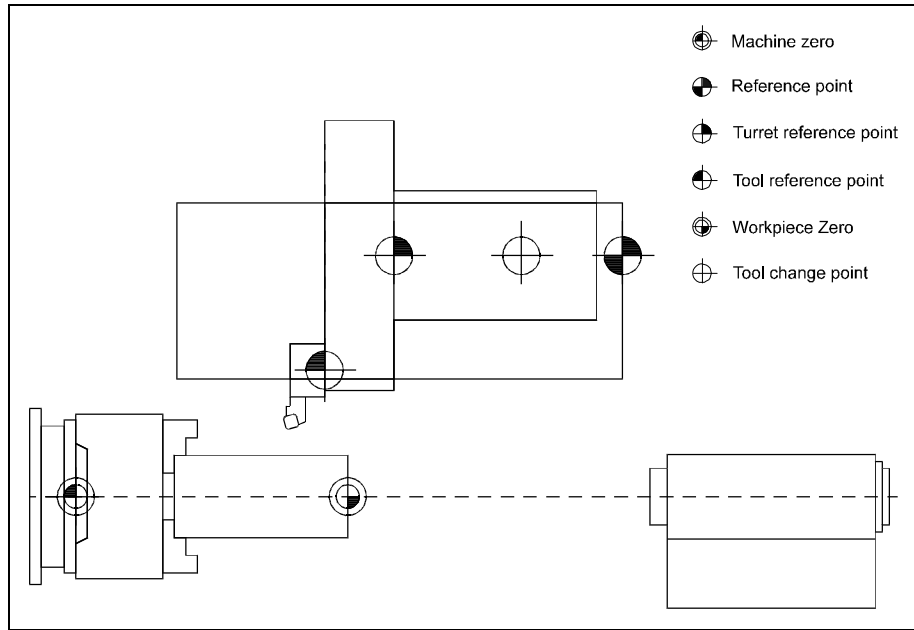 Machine zero
Reference point
Turret reference point
Tool reference point
Workpiece Zero
Tool change point